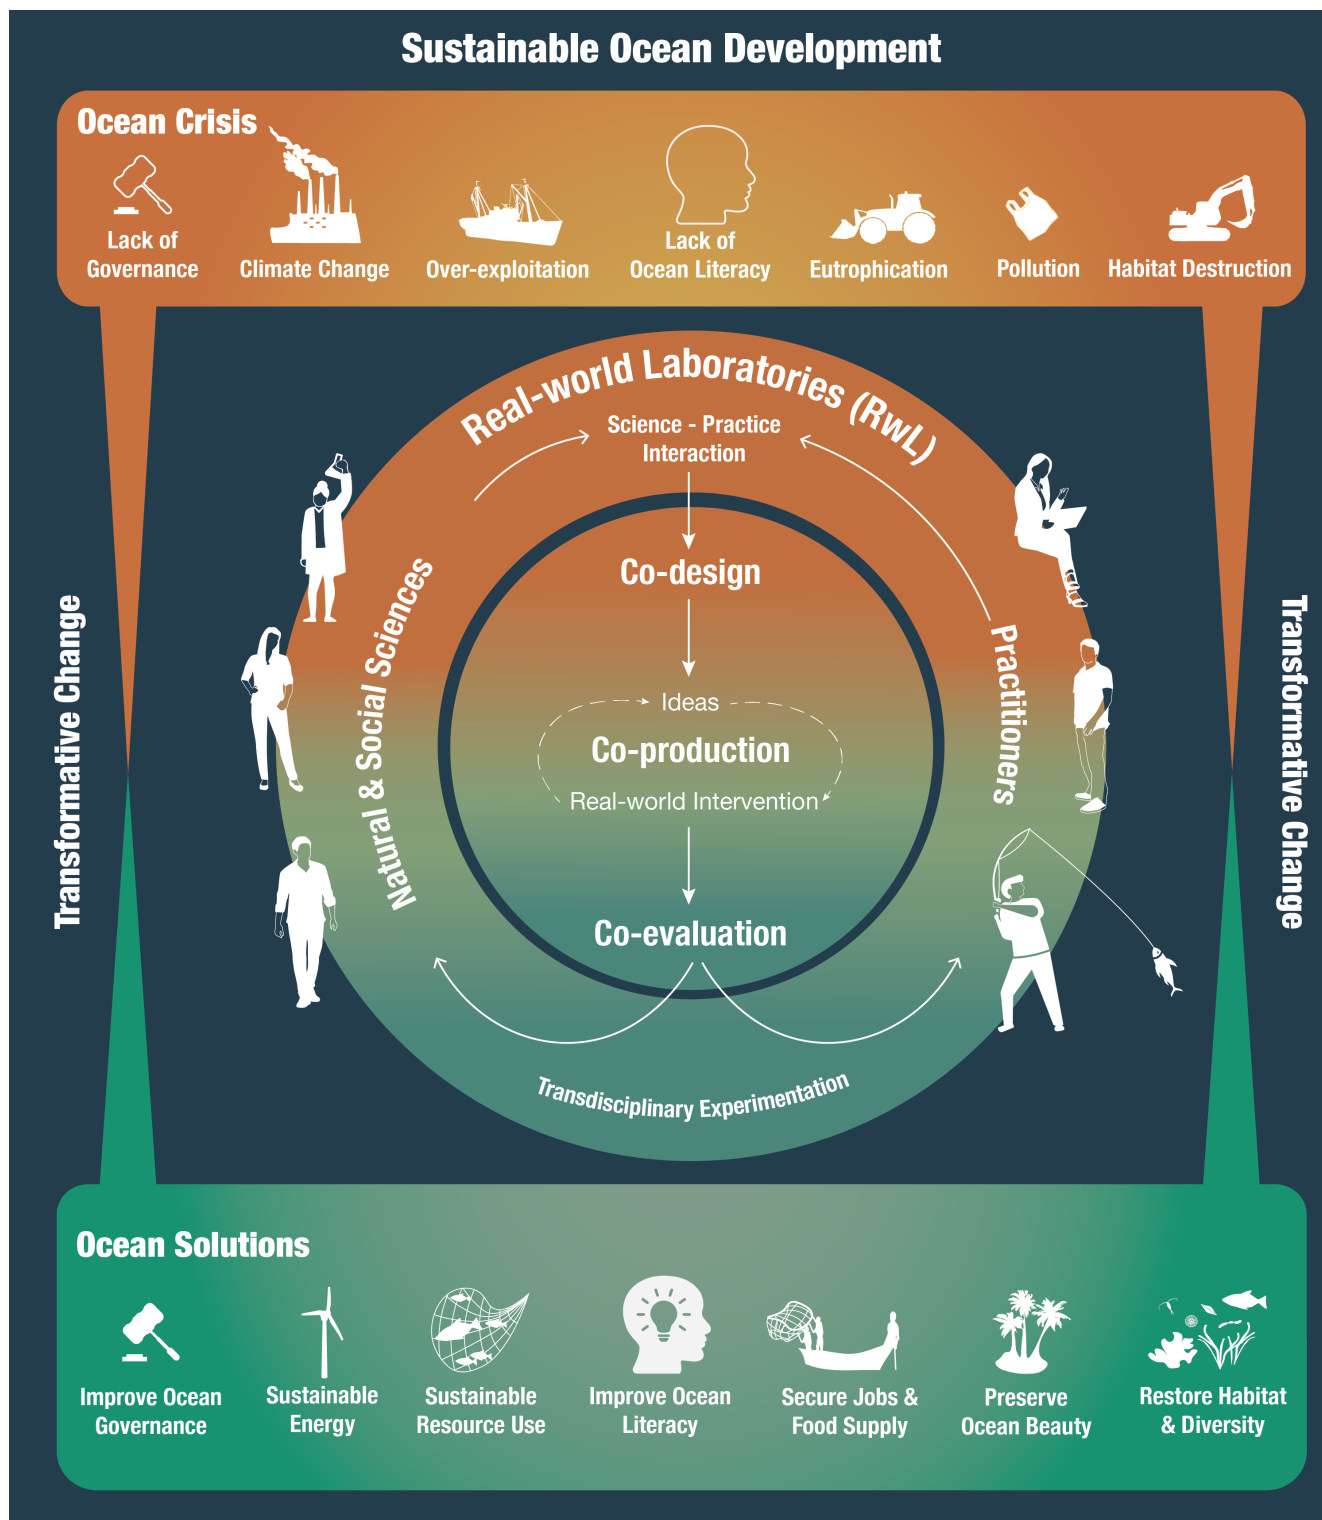 Sustainable Ocean Development
Ocean Crisis
Lack of
Governance
Climate Change
Over-exploitation
Lack of
Ocean Literacy
Eutrophication
Pollution
Habitat Destruction
Real-world Laboratories (RwL)
Science - Practice
Interaction
Co-design
Ideas
Co-production
Real-world Intervention
Co-evaluation
Natural & Social Sciences
Practitioners
Transdisciplinary Experimentation
Transformative Change
Transformative Change
Ocean Solutions
Improve Ocean
Governance
Sustainable
Energy
Sustainable
Resource Use
Improve Ocean
Literacy
Secure Jobs &
Food Supply
Preserve
Ocean Beauty
Restore Habitat
& Diversity